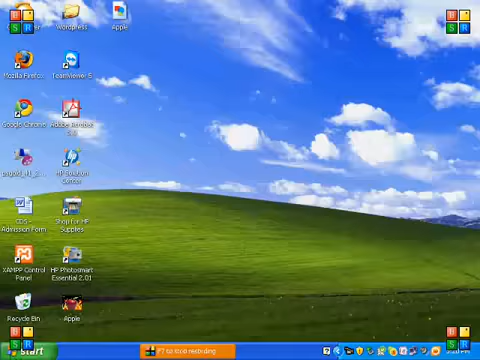 Wordpress
Apple
Mozilla Firefox
TeamViewer 5
Google Chrome
Adobe Acrobat
HP Solution
Center
CDS -
Admission Form
Shop for HP
Supplies
XAMPP Control
Panel
HP Photosmart
Essential 2.01
Recycle Bin
Apple
start
F7 to stop recording